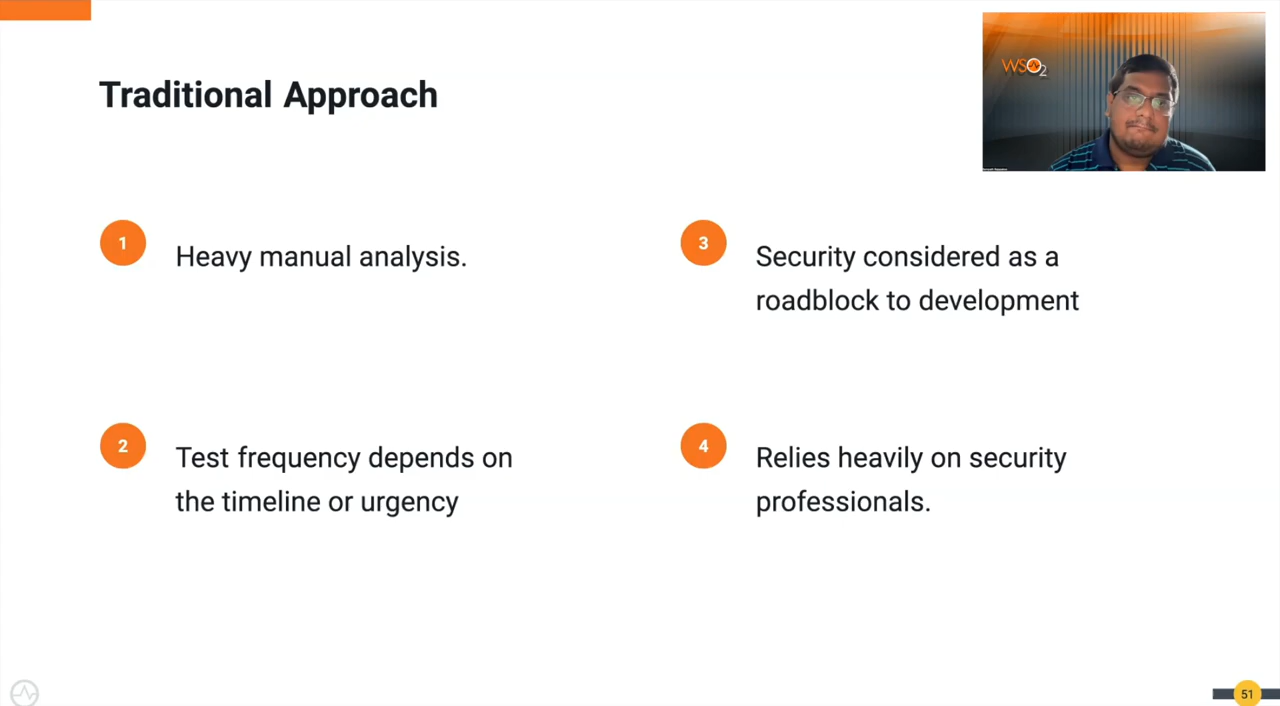 Traditional Approach
WSO2
1
Heavy manual analysis.
2
Test frequency depends on
the timeline or urgency
3
Security considered as a
roadblock to development
4
Relies heavily on security
professionals.
51